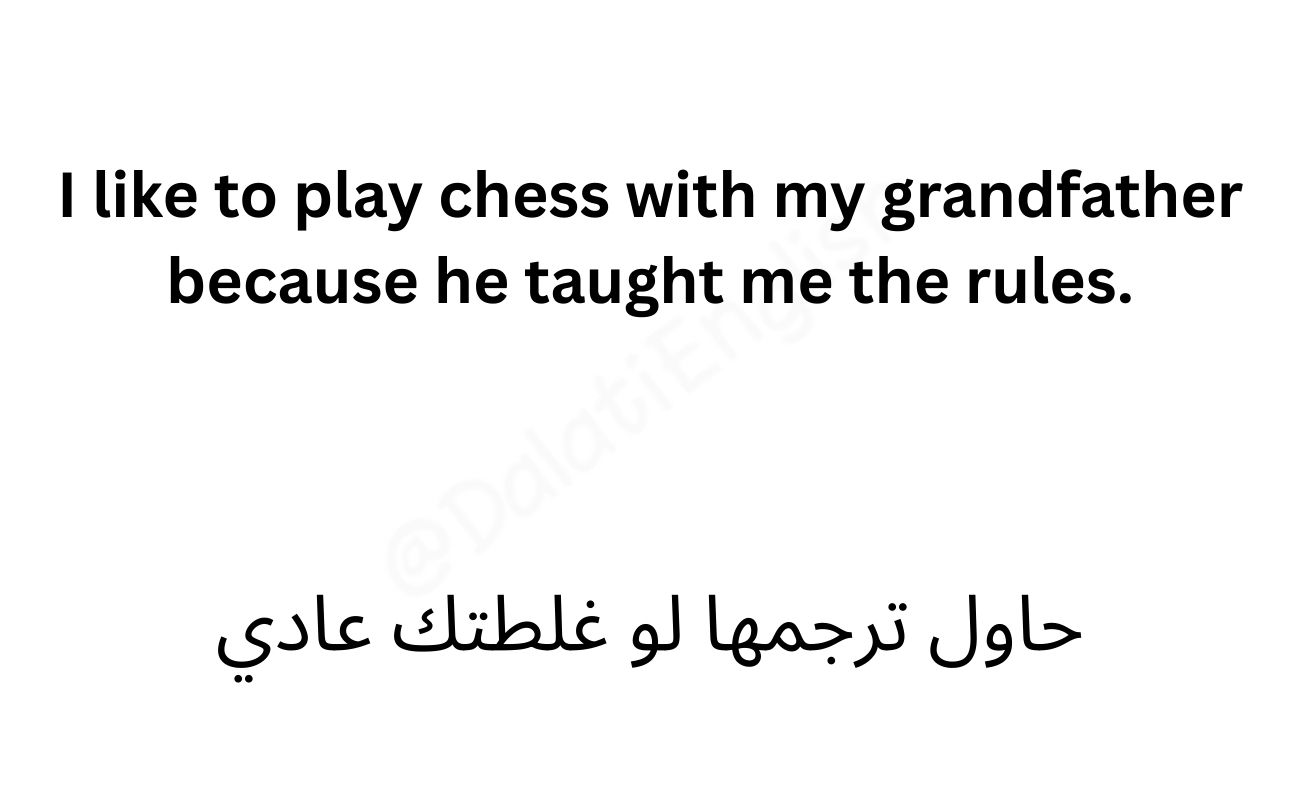 I like to play chess with my grandfather
because he taught me the rules.
@DalatiEnglish
حاول ترجمها لو غلطتك عادي